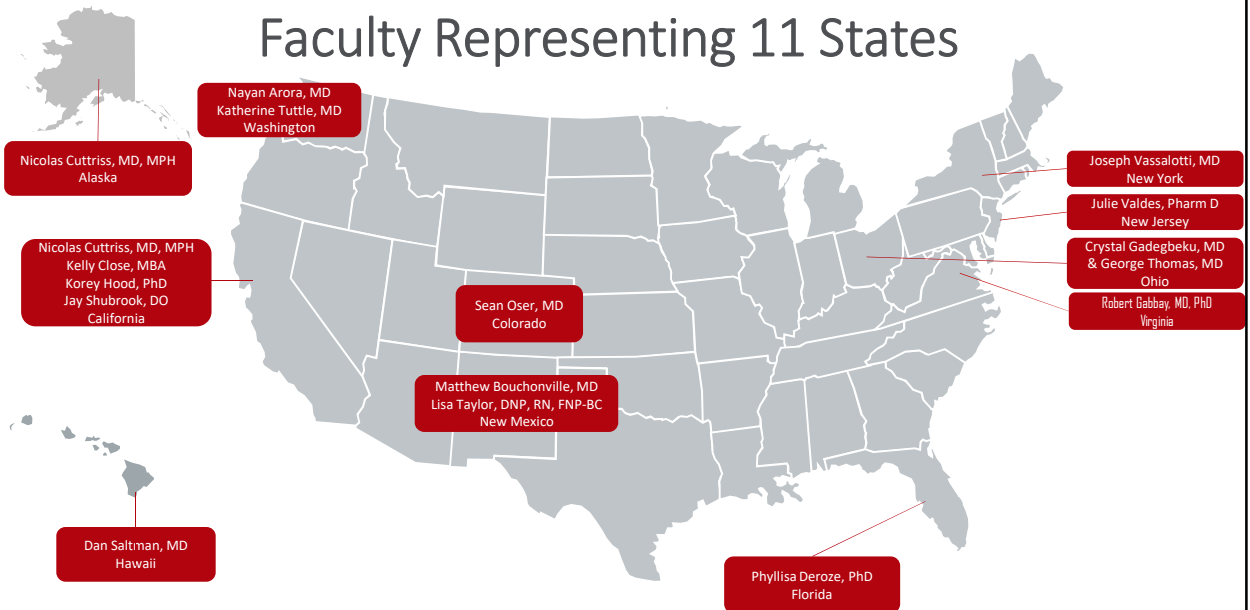 Faculty Representing 11 States
Nayan Arora, MD
Katherine Tuttle, MD
Washington
Nicolas Cuttriss, MD, MPH
Alaska
Nicolas Cuttriss, MD, MPH
Kelly Close, MBA
Korey Hood, PhD
Jay Shubrook, DO
California
Sean Oser, MD
Colorado
Matthew Bouchonville, MD
Lisa Taylor, DNP, RN, FNP-BC
New Mexico
Dan Saltman, MD
Hawaii
Joseph Vassalotti, MD
New York
Julie Valdes, Pharm D
New Jersey
Crystal Gadegbeku, MD
& George Thomas, MD
Ohio
Robert Gabbay, MD, PhD
Virginia
Phyllisa Deroze, PhD
Florida